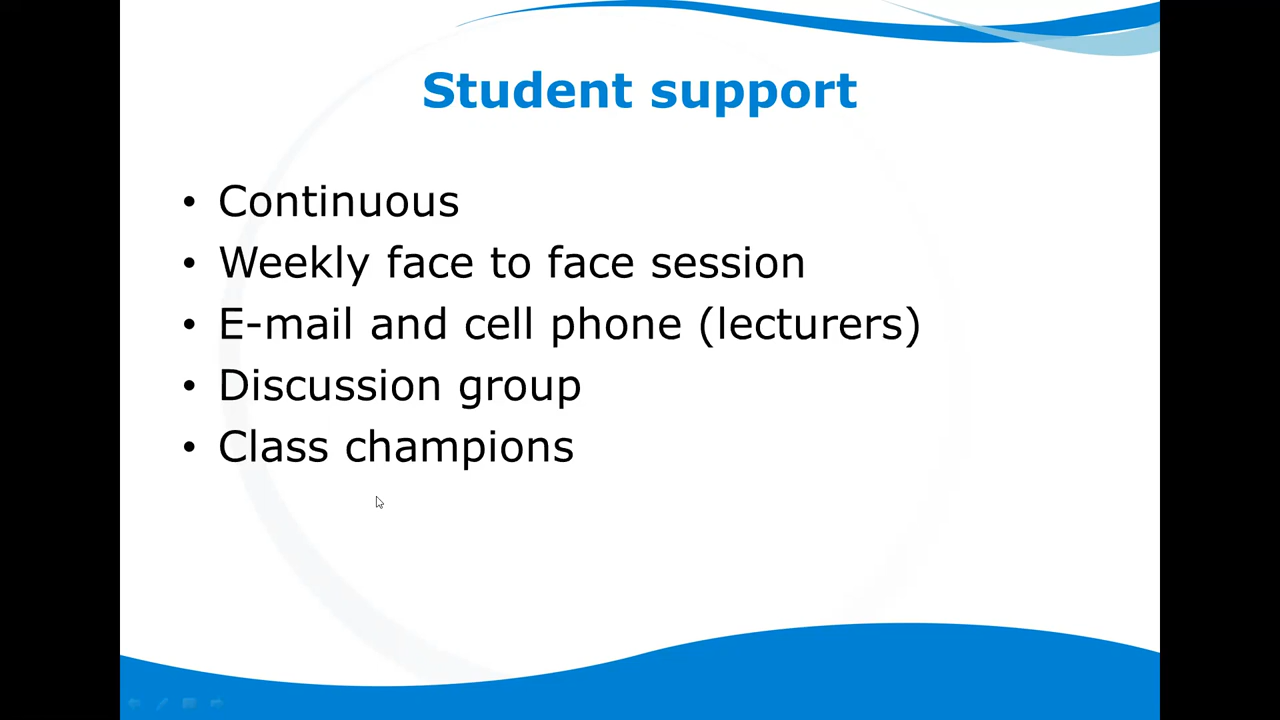 Student support
• Continuous
• Weekly face to face session
• E-mail and cell phone (lecturers)
• Discussion group
• Class champions